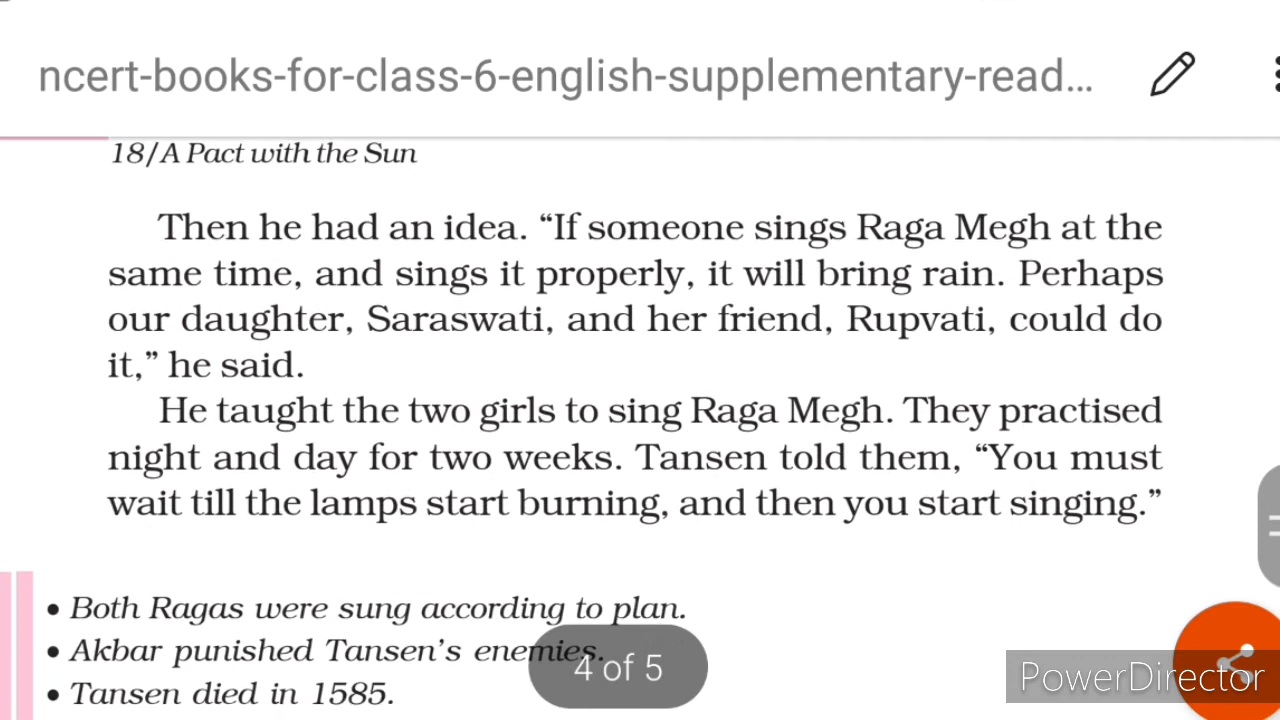 ncert-books-for-class-6-english-supplementary-read...
18/A Pact with the Sun
Then he had an idea. “If someone sings Raga Megh at the
same time, and sings it properly, it will bring rain. Perhaps
our daughter, Saraswati, and her friend, Rupvati, could do
it,” he said.
He taught the two girls to sing Raga Megh. They practised
night and day for two weeks. Tansen told them, “You must
wait till the lamps start burning, and then you start singing.”
• Both Ragas were sung according to plan.
• Akbar punished Tansen’s enemies.
4 of 5
• Tansen died in 1585.
PowerDirector